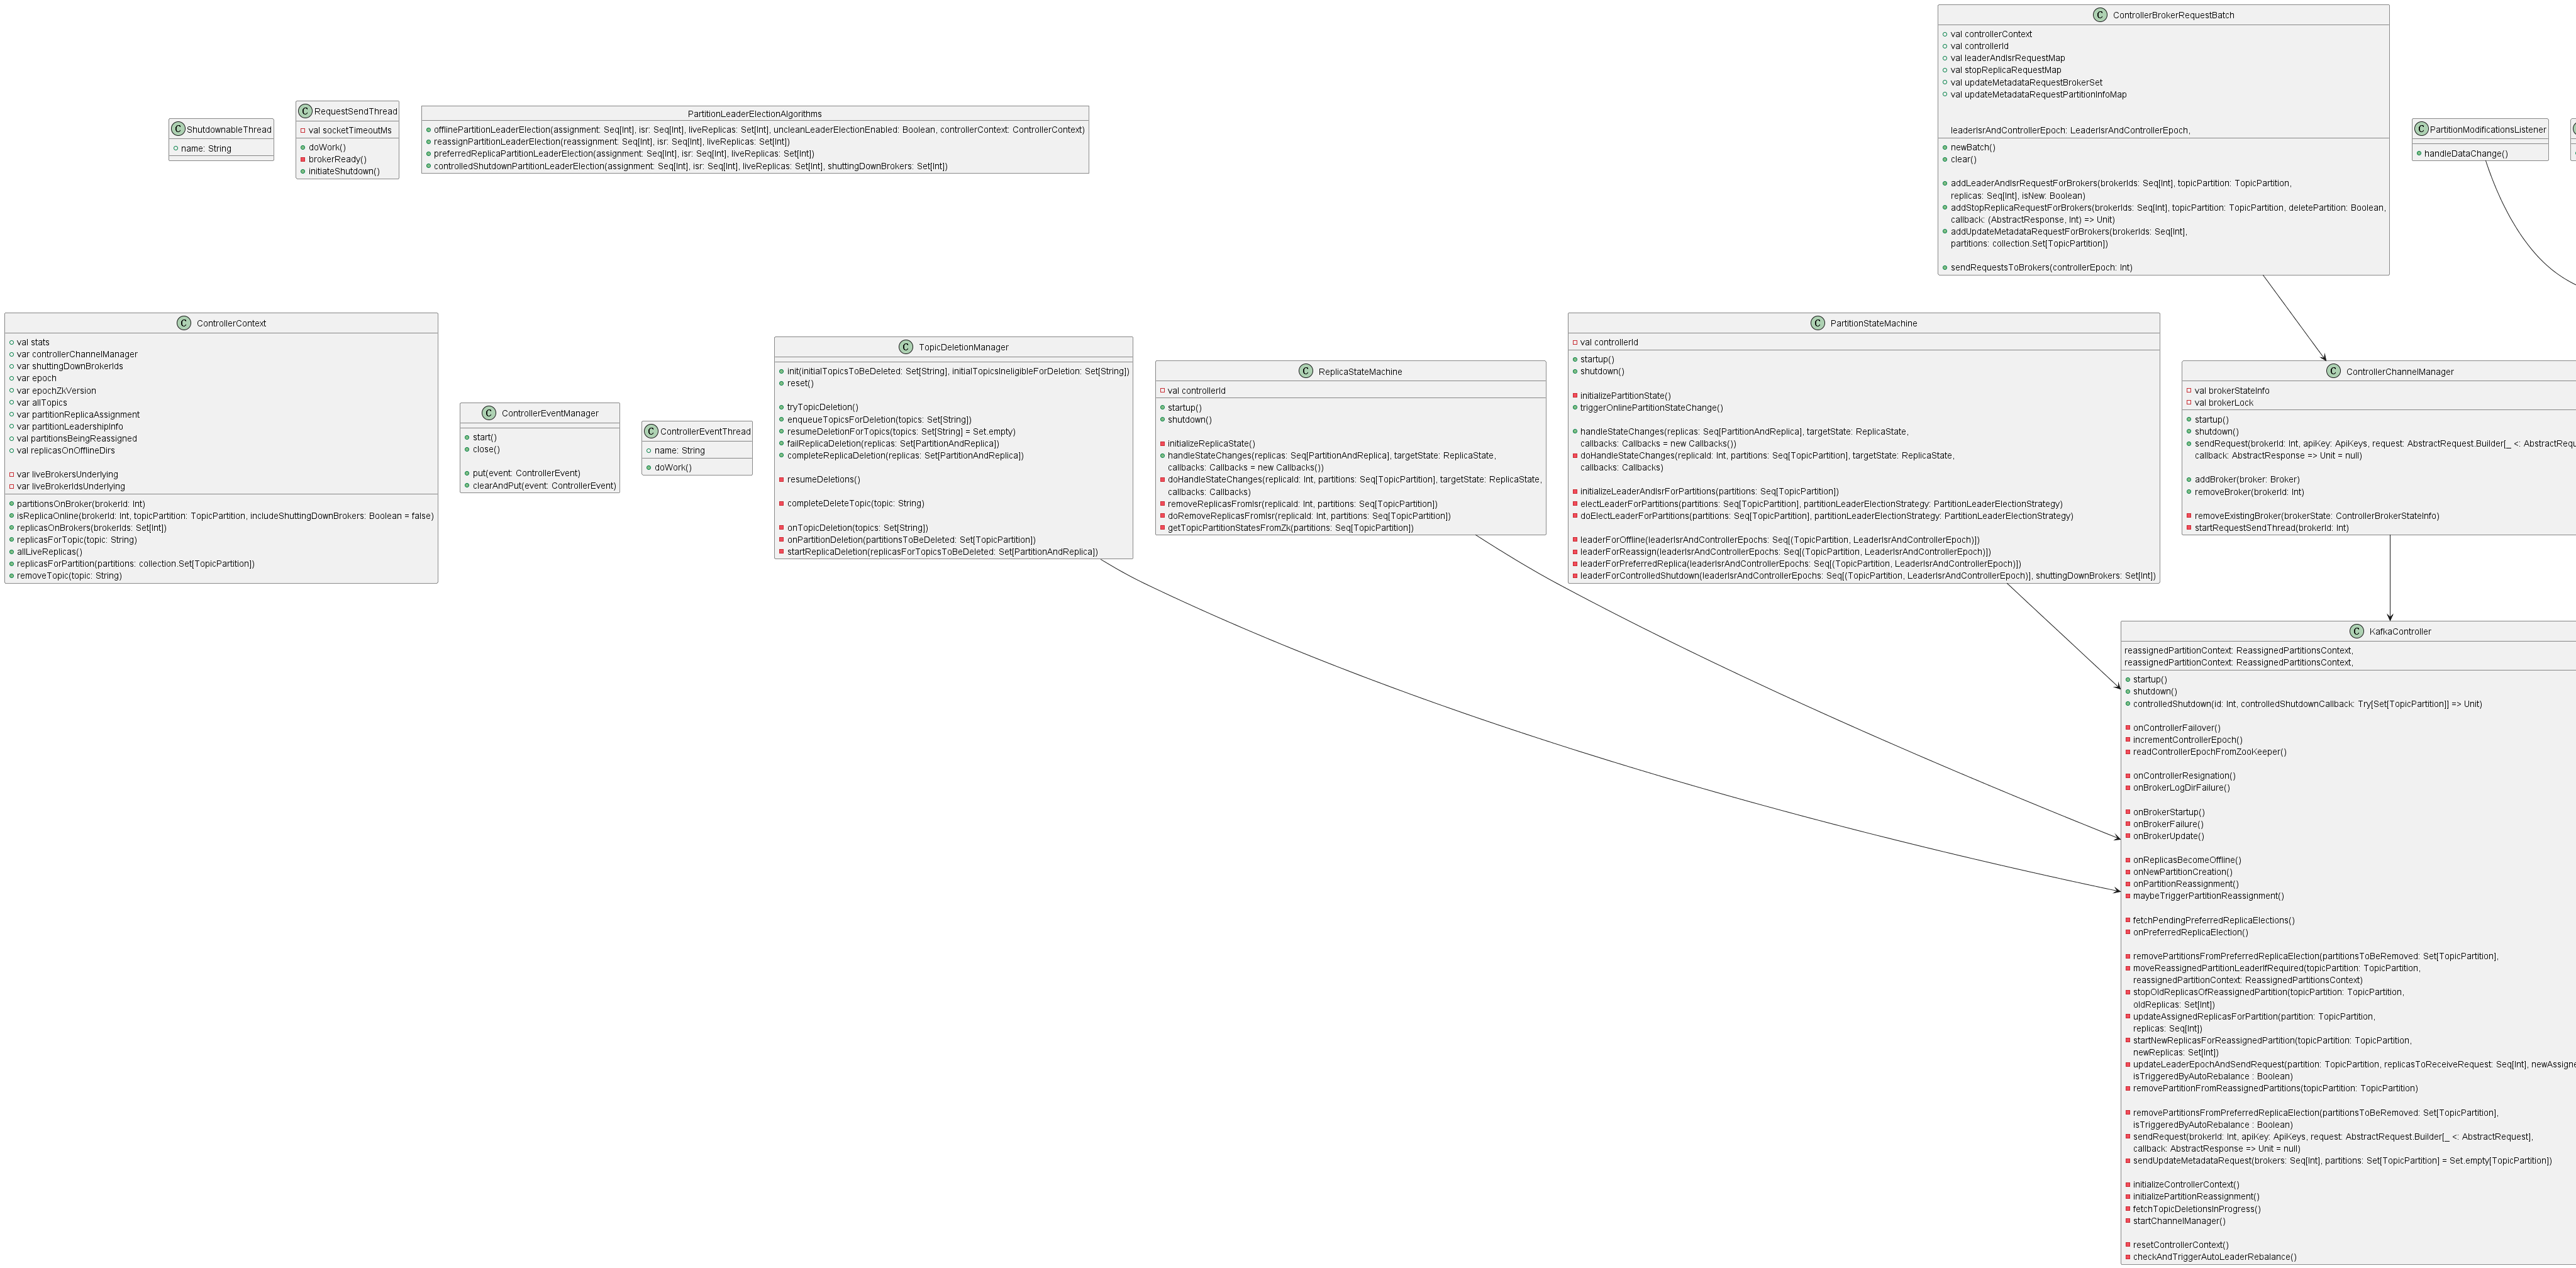 C ControllerBrokerRequestBatch
val controllerContext
val controllerId
val leaderAndIsrRequestMap
val stopReplicaRequestMap
val updateMetadataRequestBrokerSet
val updateMetadataRequestPartitionInfoMap
leaderIsrAndControllerEpoch: LeaderIsrAndControllerEpoch,
newBatch()
clear()
addLeaderAndIsrRequestForBrokers(brokerIds: Seq[Int], topicPartition: TopicPartition,
replicas: Seq[Int], isNew: Boolean)
addStopReplicaRequestForBrokers(brokerIds: Seq[Int], topicPartition: TopicPartition, deletePartition: Boolean,
callback: (AbstractResponse, Int) => Unit)
addUpdateMetadataRequestForBrokers(brokerIds: Seq[Int],
partitions: collection.Set[TopicPartition])
sendRequestsToBrokers(controllerEpoch: Int)
C ShutdownableThread
name: String
C RequestSendThread
val socketTimeoutMs
doWork()
brokerReady()
initiateShutdown()
PartitionLeaderElectionAlgorithms
offlinePartitionLeaderElection(assignment: Seq[Int], isr: Seq[Int], liveReplicas: Set[Int], uncleanLeaderElectionEnabled: Boolean, controllerContext: ControllerContext)
reassignPartitionLeaderElection(reassignment: Seq[Int], isr: Seq[Int], liveReplicas: Set[Int])
preferredReplicaPartitionLeaderElection(assignment: Seq[Int], isr: Seq[Int], liveReplicas: Set[Int])
controlledShutdownPartitionLeaderElection(assignment: Seq[Int], isr: Seq[Int], liveReplicas: Set[Int], shuttingDownBrokers: Set[Int])
C PartitionModificationsListener
handleDataChange()
C ControllerContext
val stats
var controllerChannelManager
var shuttingDownBrokerIds
var epoch
var epochZkVersion
var allTopics
var partitionReplicaAssignment
var partitionLeadershipInfo
val partitionsBeingReassigned
val replicasOnOfflineDirs
var liveBrokersUnderlying
var liveBrokerIdsUnderlying
partitionsOnBroker(brokerId: Int)
isReplicaOnline(brokerId: Int, topicPartition: TopicPartition, includeShuttingDownBrokers: Boolean = false)
replicasOnBrokers(brokerIds: Set[Int])
replicasForTopic(topic: String)
allLiveReplicas()
replicasForPartition(partitions: collection.Set[TopicPartition])
removeTopic(topic: String)
C ControllerEventManager
start()
close()
put(event: ControllerEvent)
clearAndPut(event: ControllerEvent)
C ControllerEventThread
name: String
doWork()
C TopicDeletionManager
init(initialTopicsToBeDeleted: Set[String], initialTopicsIneligibleForDeletion: Set[String])
reset()
tryTopicDeletion()
enqueueTopicsForDeletion(topics: Set[String])
resumeDeletionForTopics(topics: Set[String] = Set.empty)
failReplicaDeletion(replicas: Set[PartitionAndReplica])
completeReplicaDeletion(replicas: Set[PartitionAndReplica])
resumeDeletions()
completeDeleteTopic(topic: String)
onTopicDeletion(topics: Set[String])
onPartitionDeletion(partitionsToBeDeleted: Set[TopicPartition])
startReplicaDeletion(replicasForTopicsToBeDeleted: Set[PartitionAndReplica])
C ReplicaStateMachine
val controllerId
startup()
shutdown()
initializeReplicaState()
handleStateChanges(replicas: Seq[PartitionAndReplica], targetState: ReplicaState,
callbacks: Callbacks = new Callbacks())
doHandleStateChanges(replicaId: Int, partitions: Seq[TopicPartition], targetState: ReplicaState,
callbacks: Callbacks)
removeReplicasFromIsr(replicaId: Int, partitions: Seq[TopicPartition])
doRemoveReplicasFromIsr(replicaId: Int, partitions: Seq[TopicPartition])
getTopicPartitionStatesFromZk(partitions: Seq[TopicPartition])
C PartitionStateMachine
val controllerId
startup()
shutdown()
initializePartitionState()
triggerOnlinePartitionStateChange()
handleStateChanges(replicas: Seq[PartitionAndReplica], targetState: ReplicaState,
callbacks: Callbacks = new Callbacks())
doHandleStateChanges(replicaId: Int, partitions: Seq[TopicPartition], targetState: ReplicaState,
callbacks: Callbacks)
initializeLeaderAndIsrForPartitions(partitions: Seq[TopicPartition])
electLeaderForPartitions(partitions: Seq[TopicPartition], partitionLeaderElectionStrategy: PartitionLeaderElectionStrategy)
doElectLeaderForPartitions(partitions: Seq[TopicPartition], partitionLeaderElectionStrategy: PartitionLeaderElectionStrategy)
leaderForOffline(leaderIsrAndControllerEpochs: Seq[(TopicPartition, LeaderIsrAndControllerEpoch)])
leaderForReassign(leaderIsrAndControllerEpochs: Seq[(TopicPartition, LeaderIsrAndControllerEpoch)])
leaderForPreferredReplica(leaderIsrAndControllerEpochs: Seq[(TopicPartition, LeaderIsrAndControllerEpoch)])
leaderForControlledShutdown(leaderIsrAndControllerEpochs: Seq[(TopicPartition, LeaderIsrAndControllerEpoch)], shuttingDownBrokers: Set[Int])
C ControllerChannelManager
val brokerStateInfo
val brokerLock
startup()
shutdown()
sendRequest(brokerId: Int, apiKey: ApiKeys, request: AbstractRequest.Builder[_ <: AbstractRequ
callback: AbstractResponse => Unit = null)
addBroker(broker: Broker)
removeBroker(brokerId: Int)
removeExistingBroker(brokerState: ControllerBrokerStateInfo)
startRequestSendThread(brokerId: Int)
C KafkaController
reassignedPartitionContext: ReassignedPartitionsContext,
reassignedPartitionContext: ReassignedPartitionsContext,
startup()
shutdown()
controlledShutdown(id: Int, controlledShutdownCallback: Try[Set[TopicPartition]] => Unit)
onControllerFailover()
incrementControllerEpoch()
readControllerEpochFromZooKeeper()
onControllerResignation()
onBrokerLogDirFailure()
onBrokerStartup()
onBrokerFailure()
onBrokerUpdate()
onReplicasBecomeOffline()
onNewPartitionCreation()
onPartitionReassignment()
maybeTriggerPartitionReassignment()
fetchPendingPreferredReplicaElections()
onPreferredReplicaElection()
removePartitionsFromPreferredReplicaElection(partitionsToBeRemoved: Set[TopicPartition],
moveReassignedPartitionLeaderIfRequired(topicPartition: TopicPartition,
reassignedPartitionContext: ReassignedPartitionsContext)
stopOldReplicasOfReassignedPartition(topicPartition: TopicPartition,
oldReplicas: Set[Int])
updateAssignedReplicasForPartition(partition: TopicPartition,
replicas: Seq[Int])
startNewReplicasForReassignedPartition(topicPartition: TopicPartition,
newReplicas: Set[Int])
updateLeaderEpochAndSendRequest(partition: TopicPartition, replicasToReceiveRequest: Seq[Int], newAssigne
isTriggeredByAutoRebalance : Boolean)
removePartitionFromReassignedPartitions(topicPartition: TopicPartition)
removePartitionsFromPreferredReplicaElection(partitionsToBeRemoved: Set[TopicPartition],
isTriggeredByAutoRebalance : Boolean)
sendRequest(brokerId: Int, apiKey: ApiKeys, request: AbstractRequest.Builder[_ <: AbstractRequest],
callback: AbstractResponse => Unit = null)
sendUpdateMetadataRequest(brokers: Seq[Int], partitions: Set[TopicPartition] = Set.empty[TopicPartition])
initializeControllerContext()
initializePartitionReassignment()
fetchTopicDeletionsInProgress()
startChannelManager()
resetControllerContext()
checkAndTriggerAutoLeaderRebalance()